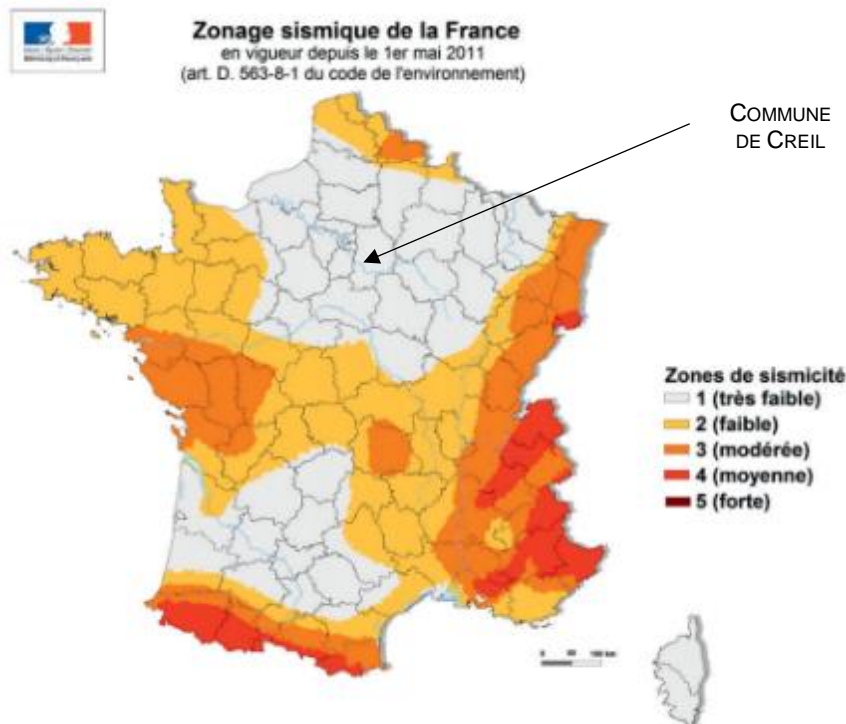 Zonage sismique de la France
en vigueur depuis le 1er mai 2011
(art. D. 563-8-1 du code de l'environnement)
COMMUNE
DE CREIL
Zones de sismicité
1 (très faible)
2 (faible)
3 (modérée)
4 (moyenne)
5 (forte)